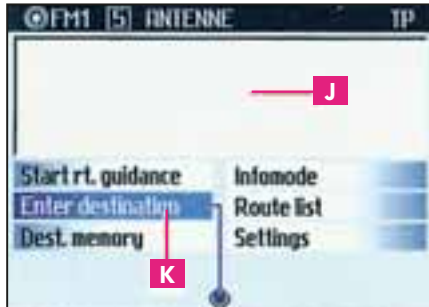 FM1 5 ANTENNE TP
J
Start rt. guidance Infomode
Enter destination Route list
Dest. memory Settings
K